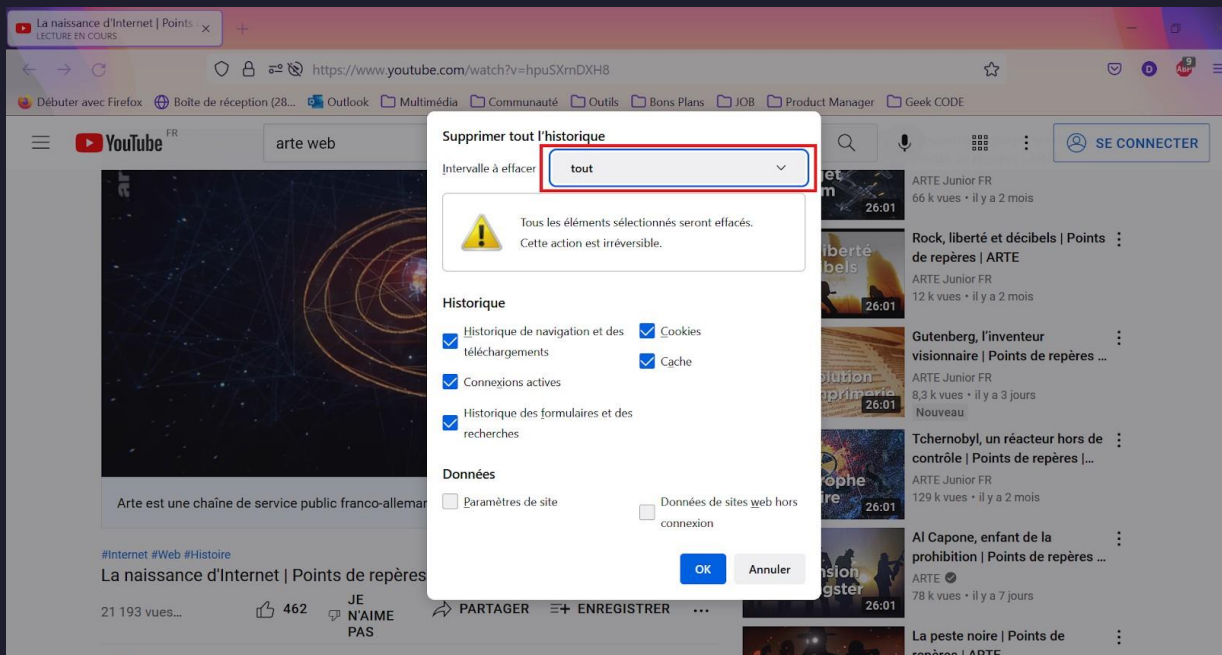 La naissance d'Internet | Points
LECTURE EN COURS
https://www.youtube.com/watch?v=hpuSXrnDXH8
D
ABP
9
Débuter avec Firefox Boîte de réception (28... Outlook Multimédia Communauté Outils Bons Plans JOB Product Manager Geek CODE
YouTube FR
arte web
SE CONNECTER
Supprimer tout l'historique
Intervalle à effacer tout
Tous les éléments sélectionnés seront effacés.
Cette action est irréversible.
Historique
Historique de navigation et des
téléchargements
Cookies
Cache
Connexions actives
Historique des formulaires et des
recherches
Données
Paramètres de site
Données de sites web hors
connexion
OK Annuler
Arte est une chaîne de service public franco-alleman
#Internet #Web #Histoire
La naissance d'Internet | Points de repères
21 193 vues...
462
JE
N'AIME
PAS
PARTAGER
ENREGISTRER
26:01
ARTE Junior FR
66 k vues • il y a 2 mois
26:01
Rock, liberté et décibels | Points
de repères | ARTE
ARTE Junior FR
12 k vues • il y a 2 mois
26:01
Gutenberg, l'inventeur
visionnaire | Points de repères ...
ARTE Junior FR
8,3 k vues • il y a 3 jours
Nouveau
26:01
Tchernobyl, un réacteur hors de
contrôle | Points de repères |...
ARTE Junior FR
129 k vues • il y a 2 mois
26:01
Al Capone, enfant de la
prohibition | Points de repères ...
ARTE
78 k vues • il y a 7 jours
26:01
La peste noire | Points de
repères | ARTE